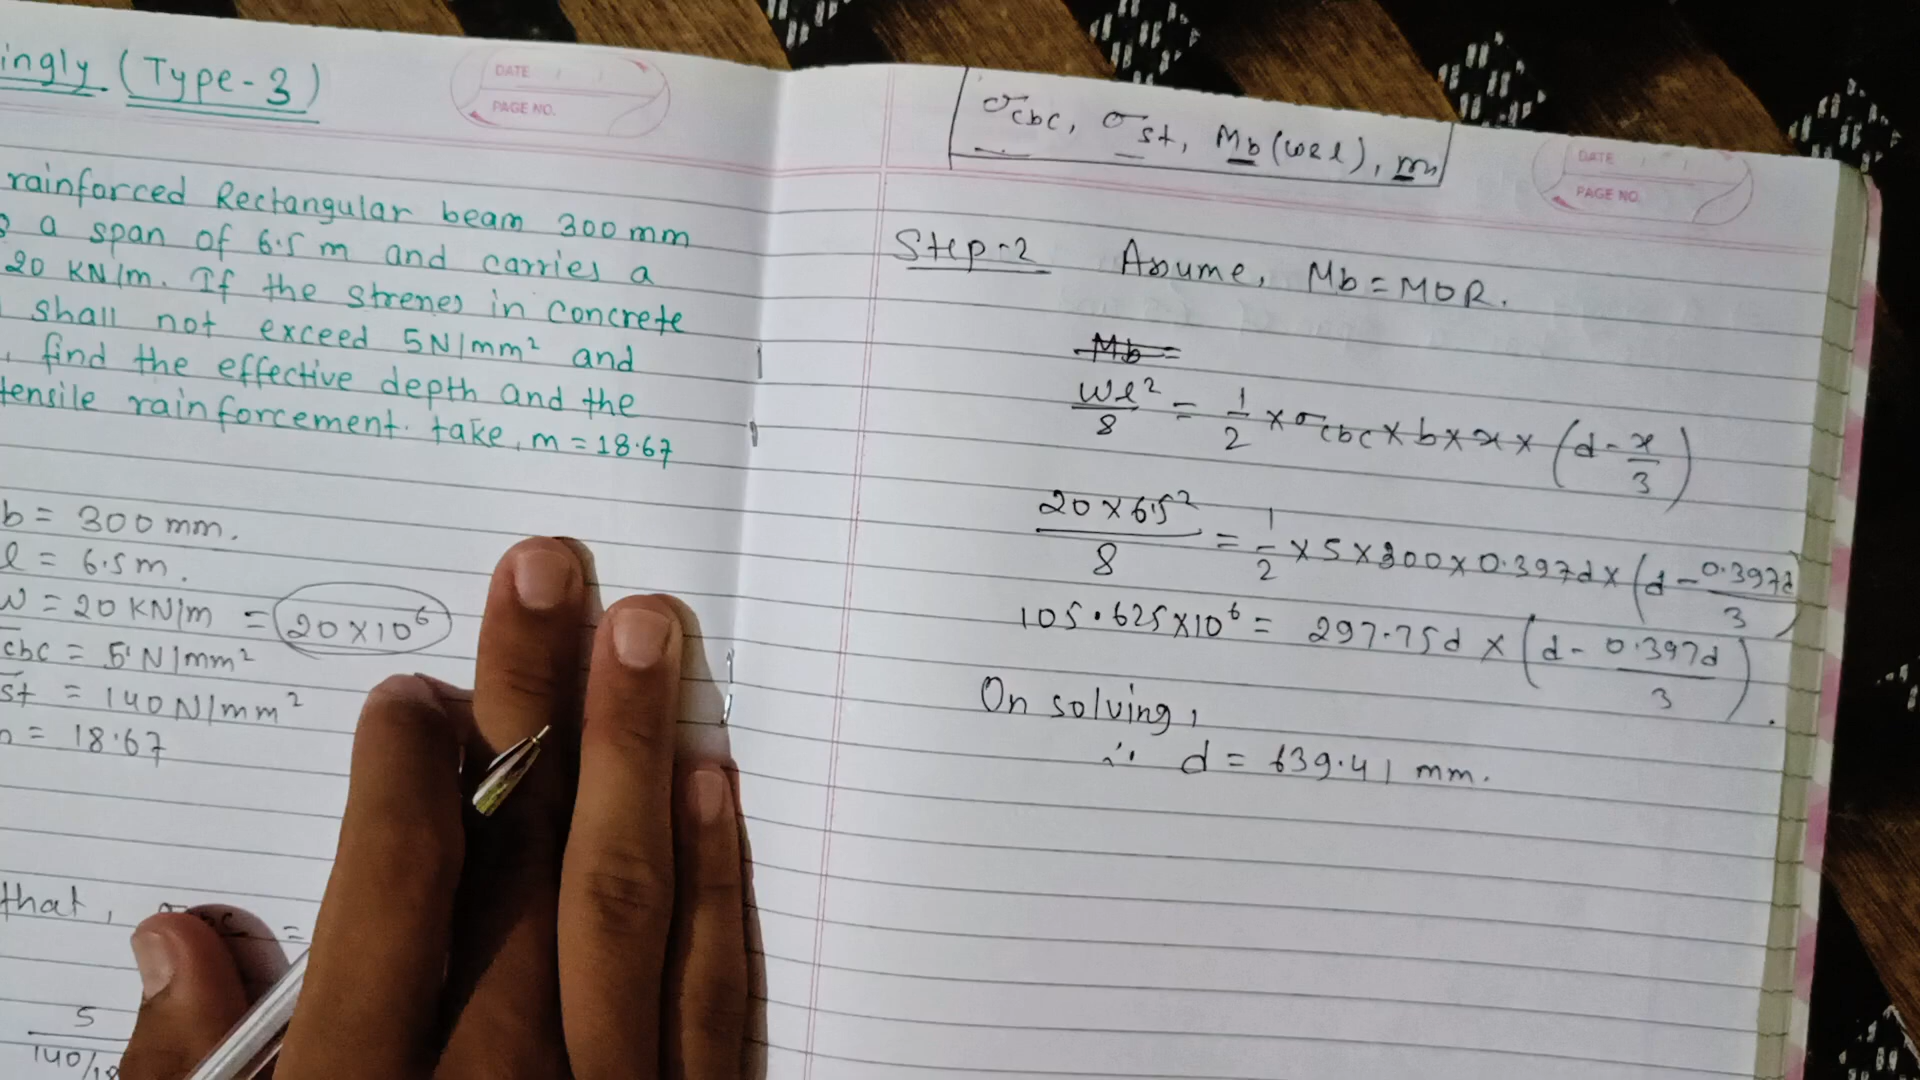 ingly (Type-3)
DATE
PAGE NO.
rainforced Rectangular beam 300 mm
a span of 6.5 m and carries a
20 KN/m. If the stresses in concrete
shall not exceed 5N/mm² and
, find the effective depth and the
tensile rainforcement. take, m = 18.67
b = 300 mm.
l = 6.5 m.
w = 20 KN/m = 20 × 10⁶
cbc = 5 N/mm²
st = 140 N/mm²
= 18.67
that, =
5
140/18
σcbc, σst, Mb (wel), m
DATE
PAGE NO.
Step-2 Assume, Mb = MOR.
Mb =
wl²/8 = 1/2 × σcbc × b × x × (d - x/3)
20 × 6.5²/8 = 1/2 × 5 × 300 × 0.397d × (d - 0.397d/3)
105.625 × 10⁶ = 297.75d × (d - 0.397d/3).
On solving,
∴ d = 639.41 mm.